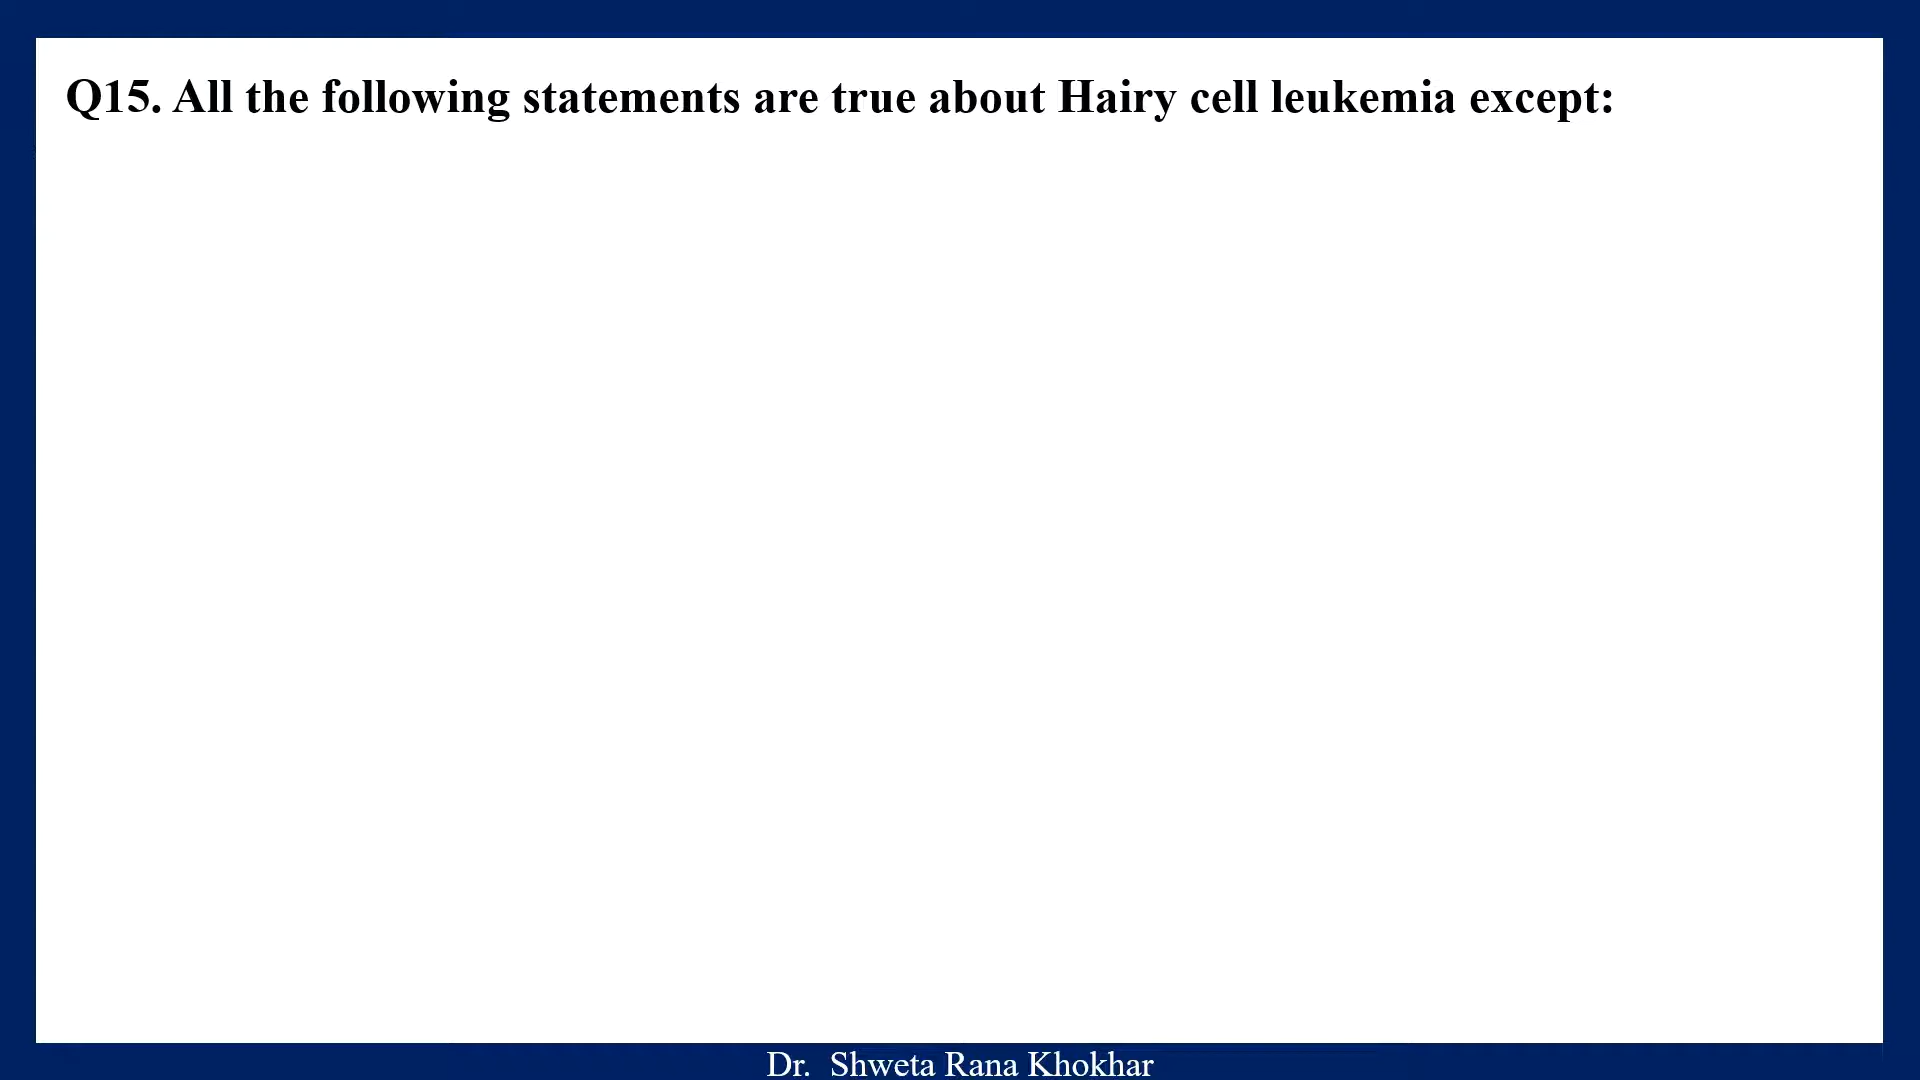 Q15. All the following statements are true about Hairy cell leukemia except:
Dr.  Shweta Rana Khokhar